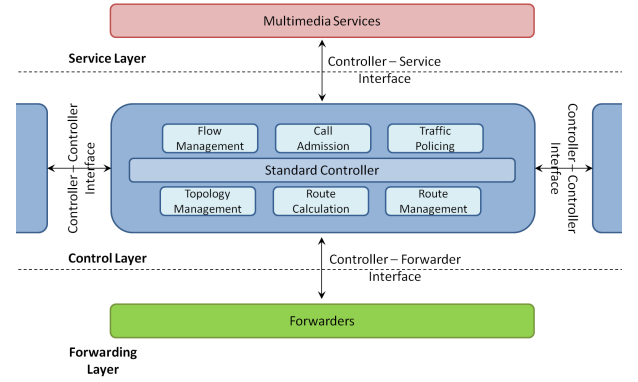 Multimedia Services
Service Layer
Controller – Service
Interface
Flow
Management
Call
Admission
Traffic
Policing
Controller – Controller
Interface
Standard Controller
Controller – Controller
Interface
Topology
Management
Route
Calculation
Route
Management
Control Layer
Controller – Forwarder
Interface
Forwarders
Forwarding
Layer